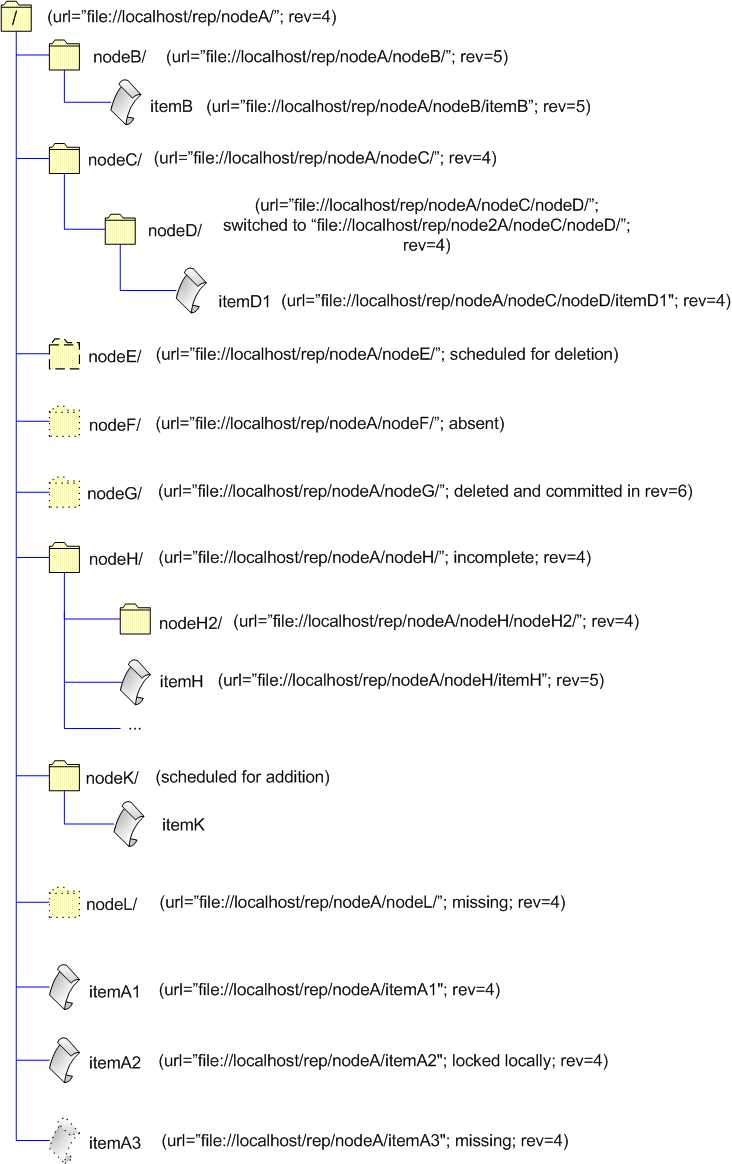 / (url=”file://localhost/rep/nodeA/”; rev=4)
nodeB/ (url=”file://localhost/rep/nodeA/nodeB/”; rev=5)
itemB (url=”file://localhost/rep/nodeA/nodeB/itemB”; rev=5)
nodeC/ (url=”file://localhost/rep/nodeA/nodeC/”; rev=4)
(url=”file://localhost/rep/nodeA/nodeC/nodeD/”;
nodeD/ switched to “file://localhost/rep/node2A/nodeC/nodeD/”;
rev=4)
itemD1 (url=”file://localhost/rep/nodeA/nodeC/nodeD/itemD1"; rev=4)
nodeE/ (url=”file://localhost/rep/nodeA/nodeE/”; scheduled for deletion)
nodeF/ (url=”file://localhost/rep/nodeA/nodeF/”; absent)
nodeG/ (url=”file://localhost/rep/nodeA/nodeG/”; deleted and committed in rev=6)
nodeH/ (url=”file://localhost/rep/nodeA/nodeH/”; incomplete; rev=4)
nodeH2/ (url=”file://localhost/rep/nodeA/nodeH/nodeH2/”; rev=4)
itemH (url=”file://localhost/rep/nodeA/nodeH/itemH”; rev=5)
...
nodeK/ (scheduled for addition)
itemK
nodeL/ (url=”file://localhost/rep/nodeA/nodeL/”; missing; rev=4)
itemA1 (url=”file://localhost/rep/nodeA/itemA1"; rev=4)
itemA2 (url=”file://localhost/rep/nodeA/itemA2"; locked locally; rev=4)
itemA3 (url=”file://localhost/rep/nodeA/itemA3"; missing; rev=4)